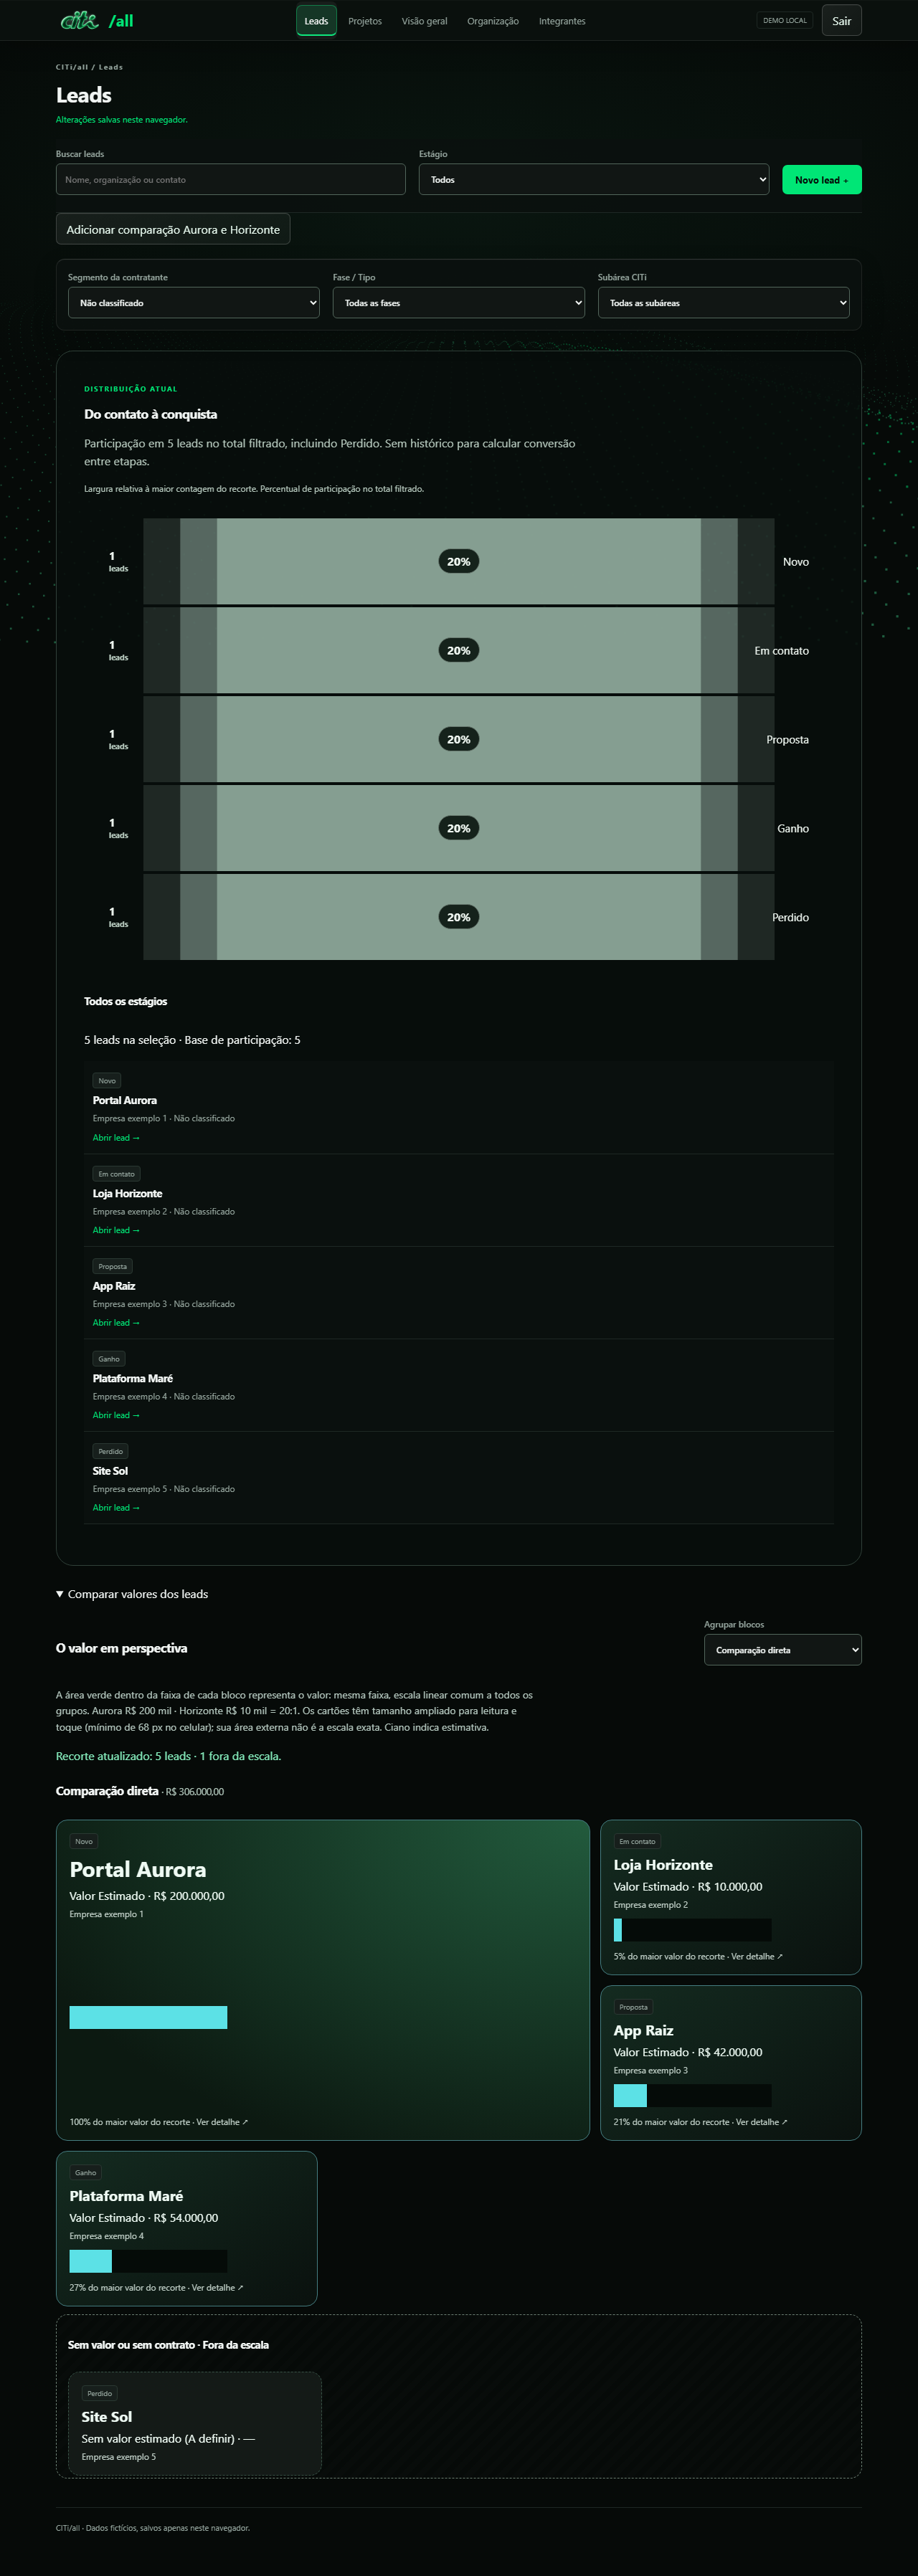 citi /all
Leads
Projetos
Visão geral
Organização
Integrantes
DEMO LOCAL
Sair
CITi/all / Leads
Leads
Alterações salvas neste navegador.
Buscar leads
Nome, organização ou contato
Estágio
Todos
Novo lead +
Adicionar comparação Aurora e Horizonte
Segmento da contratante
Não classificado
Fase / Tipo
Todas as fases
Subárea CITi
Todas as subáreas
DISTRIBUIÇÃO ATUAL
Do contato à conquista
Participação em 5 leads no total filtrado, incluindo Perdido. Sem histórico para calcular conversão
entre etapas.
Largura relativa à maior contagem do recorte. Percentual de participação no total filtrado.
1
leads
20%
Novo
1
leads
20%
Em contato
1
leads
20%
Proposta
1
leads
20%
Ganho
1
leads
20%
Perdido
Todos os estágios
5 leads na seleção · Base de participação: 5
Novo
Portal Aurora
Empresa exemplo 1 · Não classificado
Abrir lead →
Em contato
Loja Horizonte
Empresa exemplo 2 · Não classificado
Abrir lead →
Proposta
App Raiz
Empresa exemplo 3 · Não classificado
Abrir lead →
Ganho
Plataforma Maré
Empresa exemplo 4 · Não classificado
Abrir lead →
Perdido
Site Sol
Empresa exemplo 5 · Não classificado
Abrir lead →
▼ Comparar valores dos leads
O valor em perspectiva
Agrupar blocos
Comparação direta
A área verde dentro da faixa de cada bloco representa o valor: mesma faixa, escala linear comum a todos os
grupos. Aurora R$ 200 mil · Horizonte R$ 10 mil = 20:1. Os cartões têm tamanho ampliado para leitura e
toque (mínimo de 68 px no celular); sua área externa não é a escala exata. Ciano indica estimativa.
Recorte atualizado: 5 leads · 1 fora da escala.
Comparação direta · R$ 306.000,00
Novo
Portal Aurora
Valor Estimado · R$ 200.000,00
Empresa exemplo 1
100% do maior valor do recorte · Ver detalhe ↗
Em contato
Loja Horizonte
Valor Estimado · R$ 10.000,00
Empresa exemplo 2
5% do maior valor do recorte · Ver detalhe ↗
Proposta
App Raiz
Valor Estimado · R$ 42.000,00
Empresa exemplo 3
21% do maior valor do recorte · Ver detalhe ↗
Ganho
Plataforma Maré
Valor Estimado · R$ 54.000,00
Empresa exemplo 4
27% do maior valor do recorte · Ver detalhe ↗
Sem valor ou sem contrato · Fora da escala
Perdido
Site Sol
Sem valor estimado (A definir) · —
Empresa exemplo 5
CITi/all · Dados fictícios, salvos apenas neste navegador.